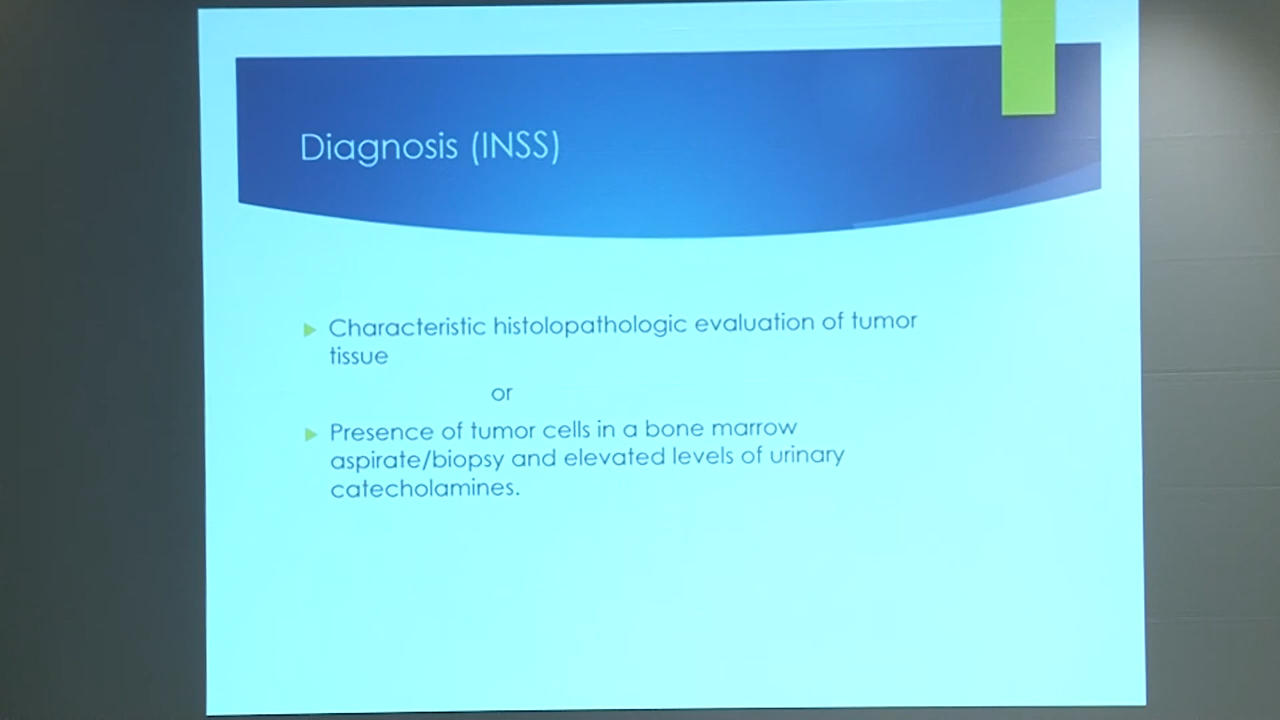 Diagnosis (INSS)
Characteristic histolopathologic evaluation of tumor
tissue
or
Presence of tumor cells in a bone marrow
aspirate/biopsy and elevated levels of urinary
catecholamines.